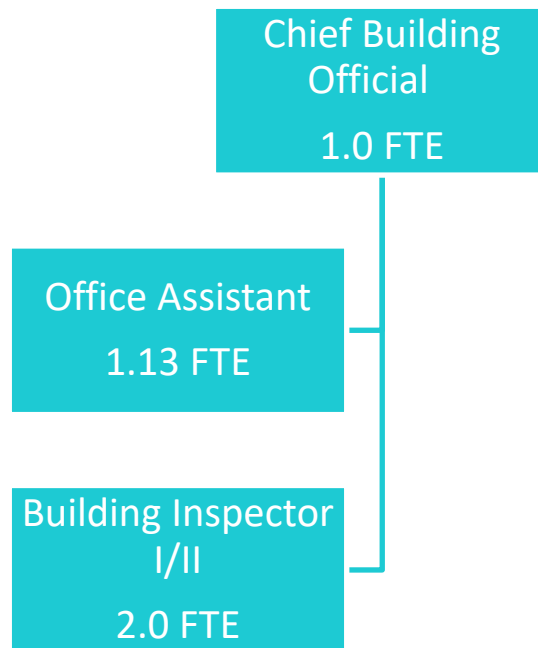 Chief Building
Official
1.0 FTE
Office Assistant
1.13 FTE
Building Inspector
I/II
2.0 FTE